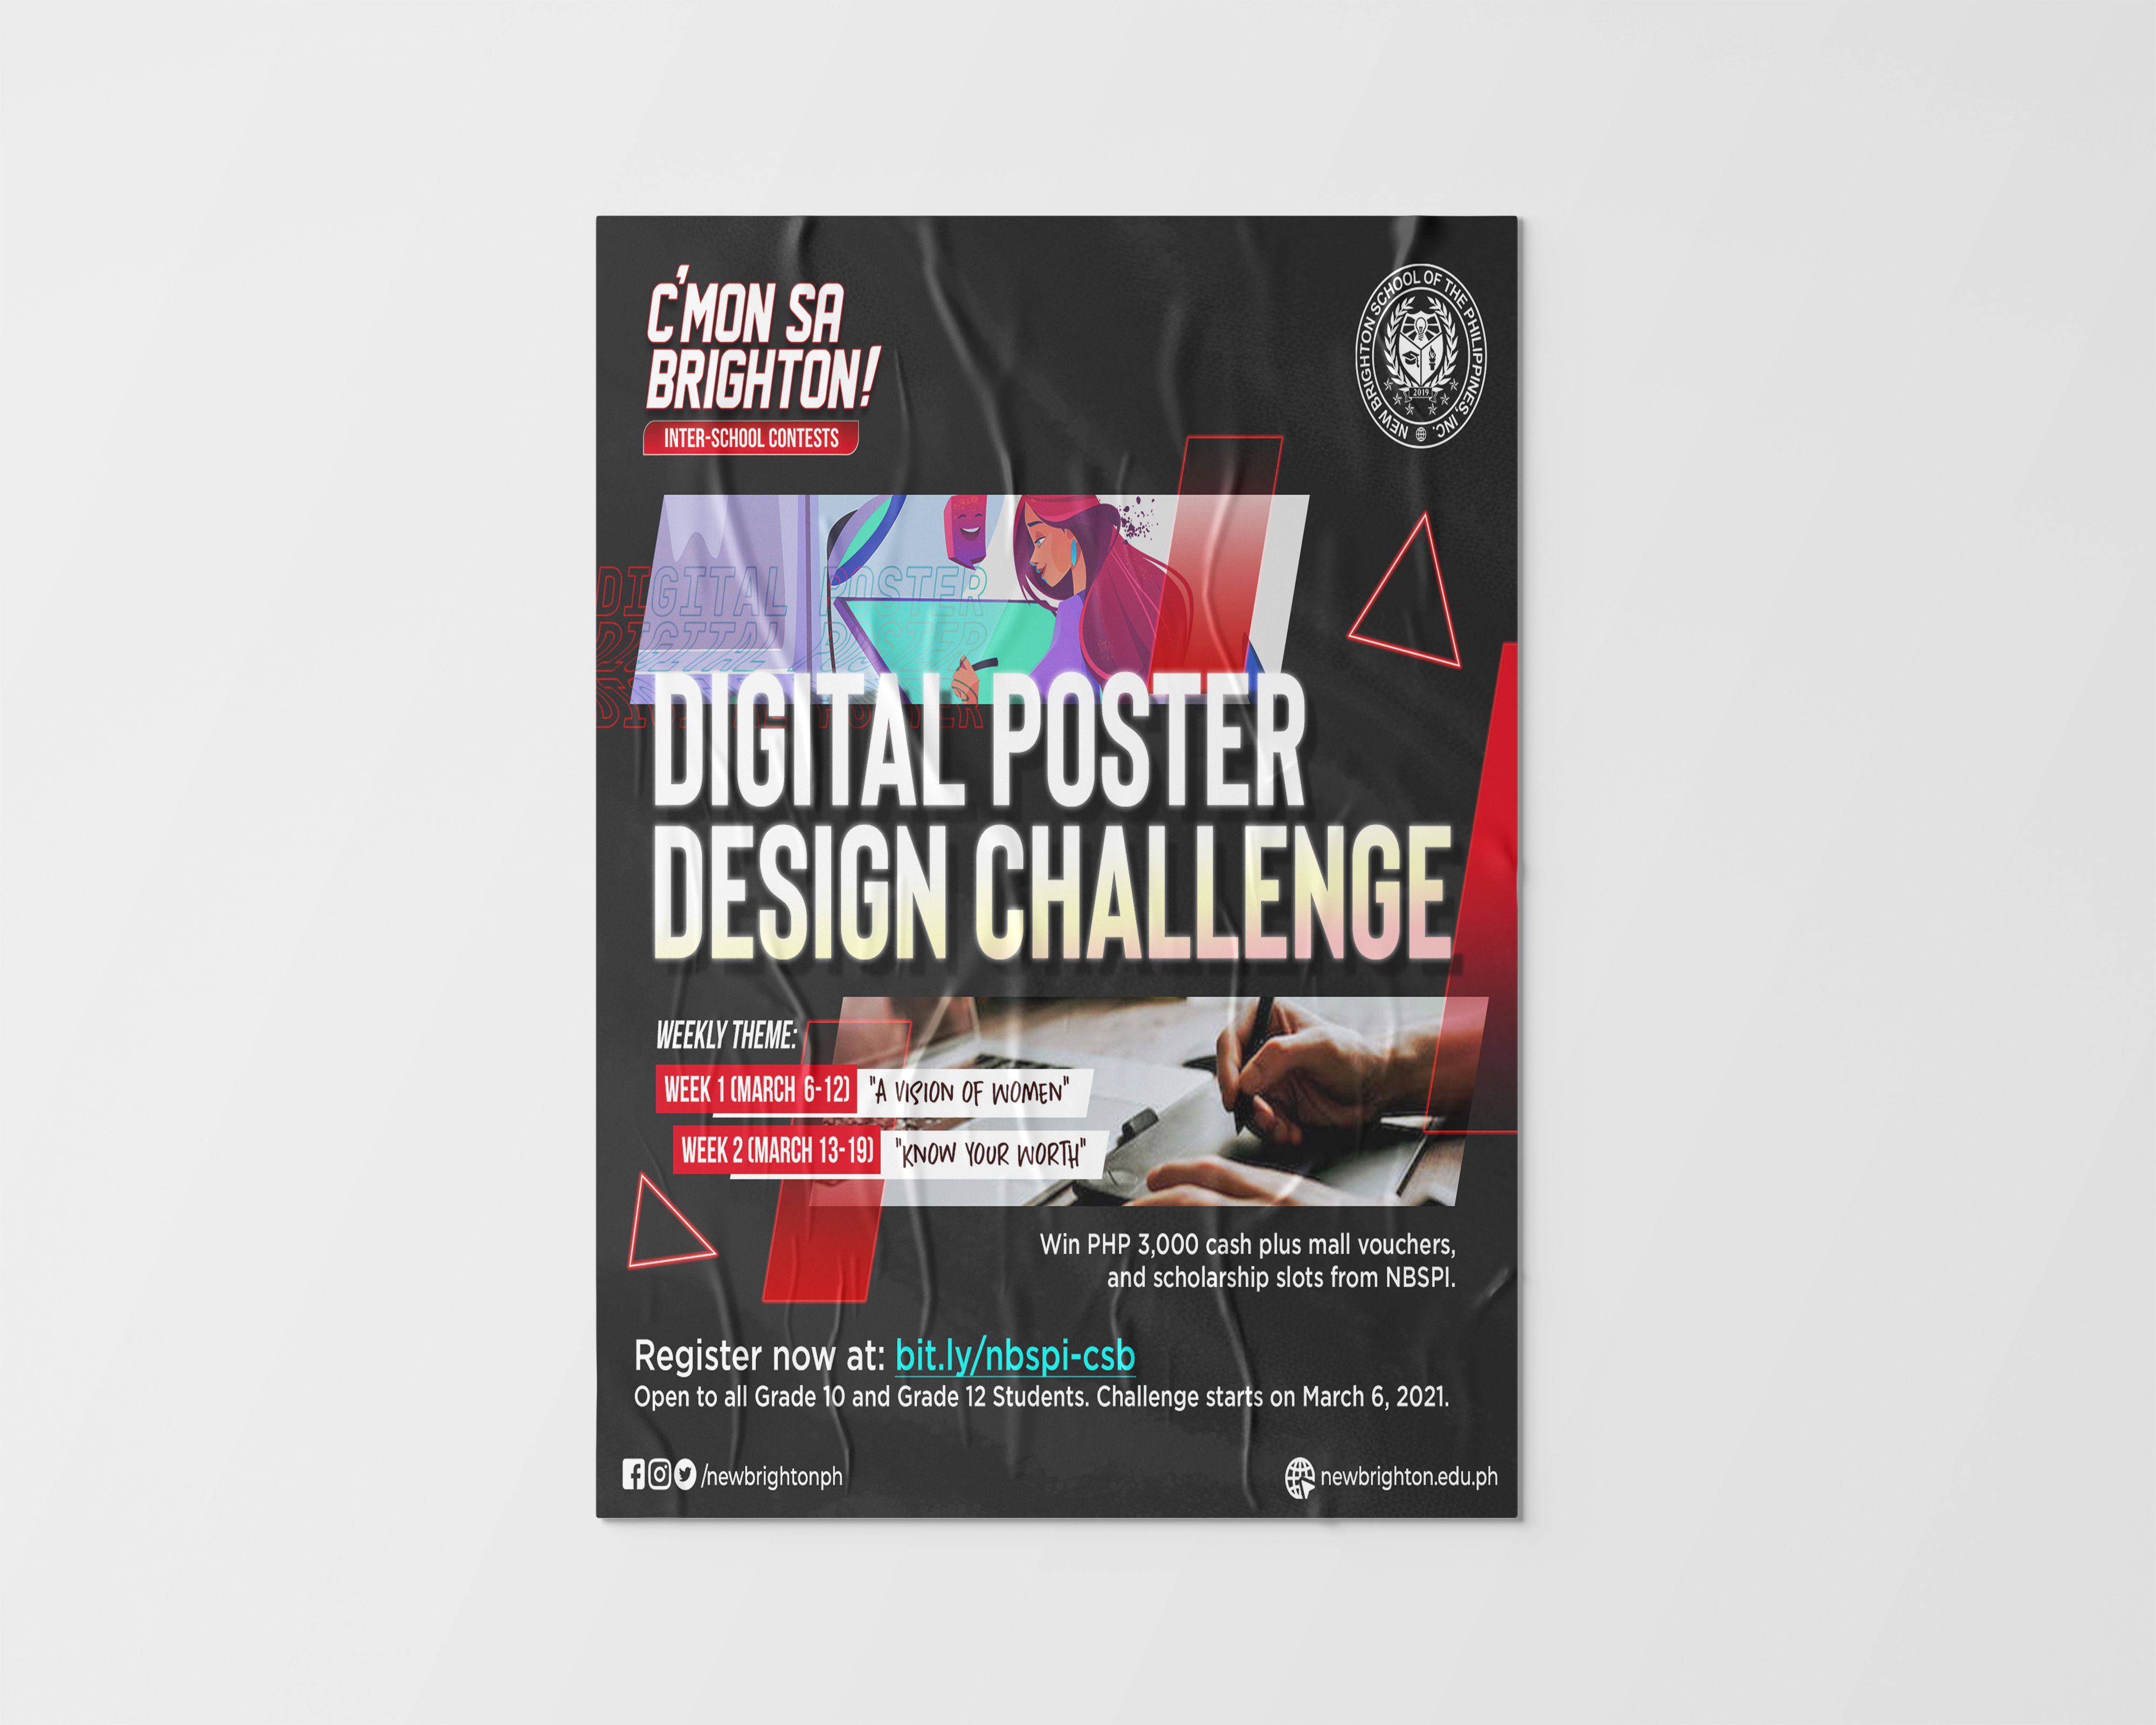 C'MON SA
BRIGHTON!
INTER-SCHOOL CONTESTS
NEW BRIGHTON SCHOOL OF THE PHILIPPINES, INC.
2019
DIGITAL POSTER
DIGITAL POSTER
DIGITAL POSTER
DIGITAL POSTER
DESIGN CHALLENGE
WEEKLY THEME:
WEEK 1 (MARCH 6-12) "A VISION OF WOMEN"
WEEK 2 (MARCH 13-19) "KNOW YOUR WORTH"
Win PHP 3,000 cash plus mall vouchers,
and scholarship slots from NBSPI.
Register now at: bit.ly/nbspi-csb
Open to all Grade 10 and Grade 12 Students. Challenge starts on March 6, 2021.
/newbrightonph
newbrighton.edu.ph